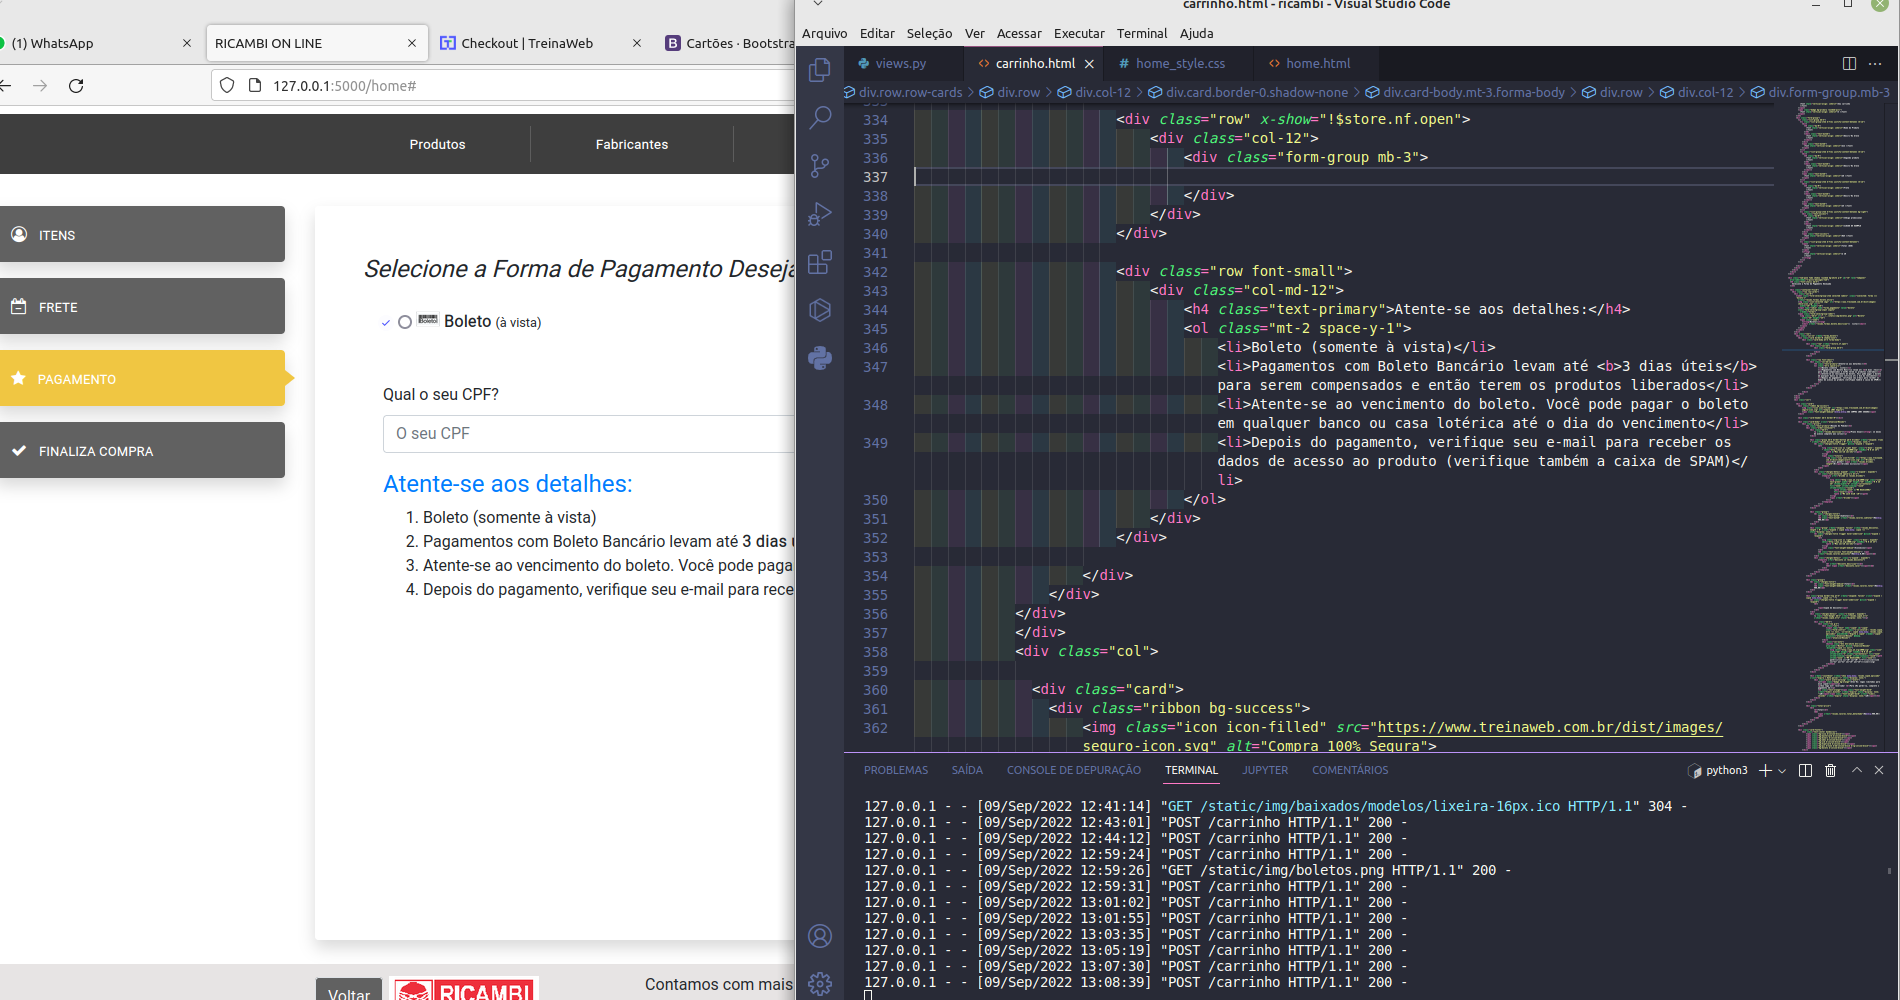 carrinho.html - ricambi - Visual Studio Code
(1) WhatsApp
RICAMBI ON LINE
Checkout | TreinaWeb
Cartões · Bootstra
127.0.0.1:5000/home#
Produtos
Fabricantes
ITENS
FRETE
PAGAMENTO
FINALIZA COMPRA
Selecione a Forma de Pagamento Deseja
Boleto (à vista)
Qual o seu CPF?
O seu CPF
Atente-se aos detalhes:
1. Boleto (somente à vista)
2. Pagamentos com Boleto Bancário levam até 3 dias ú
3. Atente-se ao vencimento do boleto. Você pode paga
4. Depois do pagamento, verifique seu e-mail para rece
Voltar
RICAMBI
Contamos com mais
Arquivo Editar Seleção Ver Acessar Executar Terminal Ajuda
views.py
carrinho.html
home_style.css
home.html
div.row.row-cards > div.row > div.col-12 > div.card.border-0.shadow-none > div.card-body.mt-3.forma-body > div.row > div.col-12 > div.form-group.mb-3
334 <div class="row" x-show="!$store.nf.open">
335 <div class="col-12">
336 <div class="form-group mb-3">
337
338 </div>
339 </div>
340 </div>
341
342 <div class="row font-small">
343 <div class="col-md-12">
344 <h4 class="text-primary">Atente-se aos detalhes:</h4>
345 <ol class="mt-2 space-y-1">
346 <li>Boleto (somente à vista)</li>
347 <li>Pagamentos com Boleto Bancário levam até <b>3 dias úteis</b>
para serem compensados e então terem os produtos liberados</li>
348 <li>Atente-se ao vencimento do boleto. Você pode pagar o boleto
em qualquer banco ou casa lotérica até o dia do vencimento</li>
349 <li>Depois do pagamento, verifique seu e-mail para receber os
dados de acesso ao produto (verifique também a caixa de SPAM)</
li>
350 </ol>
351 </div>
352 </div>
353
354 </div>
355 </div>
356 </div>
357 </div>
358 <div class="col">
359
360 <div class="card">
361 <div class="ribbon bg-success">
362 <img class="icon icon-filled" src="https://www.treinaweb.com.br/dist/images/
seguro-icon.svg" alt="Compra 100% Segura">
PROBLEMAS SAÍDA CONSOLE DE DEPURAÇÃO TERMINAL JUPYTER COMENTÁRIOS
python3
127.0.0.1 - - [09/Sep/2022 12:41:14] "GET /static/img/baixados/modelos/lixeira-16px.ico HTTP/1.1" 304 -
127.0.0.1 - - [09/Sep/2022 12:43:01] "POST /carrinho HTTP/1.1" 200 -
127.0.0.1 - - [09/Sep/2022 12:44:12] "POST /carrinho HTTP/1.1" 200 -
127.0.0.1 - - [09/Sep/2022 12:59:24] "POST /carrinho HTTP/1.1" 200 -
127.0.0.1 - - [09/Sep/2022 12:59:26] "GET /static/img/boletos.png HTTP/1.1" 200 -
127.0.0.1 - - [09/Sep/2022 12:59:31] "POST /carrinho HTTP/1.1" 200 -
127.0.0.1 - - [09/Sep/2022 13:01:02] "POST /carrinho HTTP/1.1" 200 -
127.0.0.1 - - [09/Sep/2022 13:01:55] "POST /carrinho HTTP/1.1" 200 -
127.0.0.1 - - [09/Sep/2022 13:03:35] "POST /carrinho HTTP/1.1" 200 -
127.0.0.1 - - [09/Sep/2022 13:05:19] "POST /carrinho HTTP/1.1" 200 -
127.0.0.1 - - [09/Sep/2022 13:07:30] "POST /carrinho HTTP/1.1" 200 -
127.0.0.1 - - [09/Sep/2022 13:08:39] "POST /carrinho HTTP/1.1" 200 -